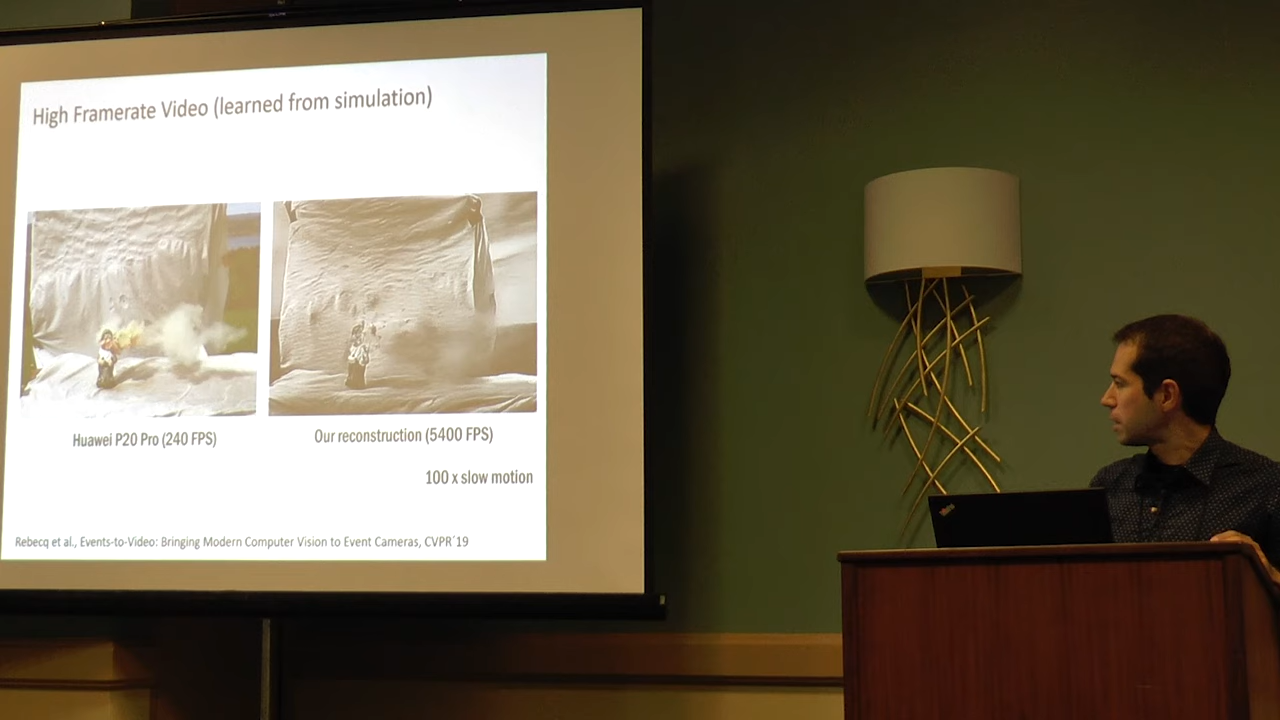 High Framerate Video (learned from simulation)
Huawei P20 Pro (240 FPS)
Our reconstruction (5400 FPS)
100 x slow motion
Rebecq et al., Events-to-Video: Bringing Modern Computer Vision to Event Cameras, CVPR´19
ThinkPad